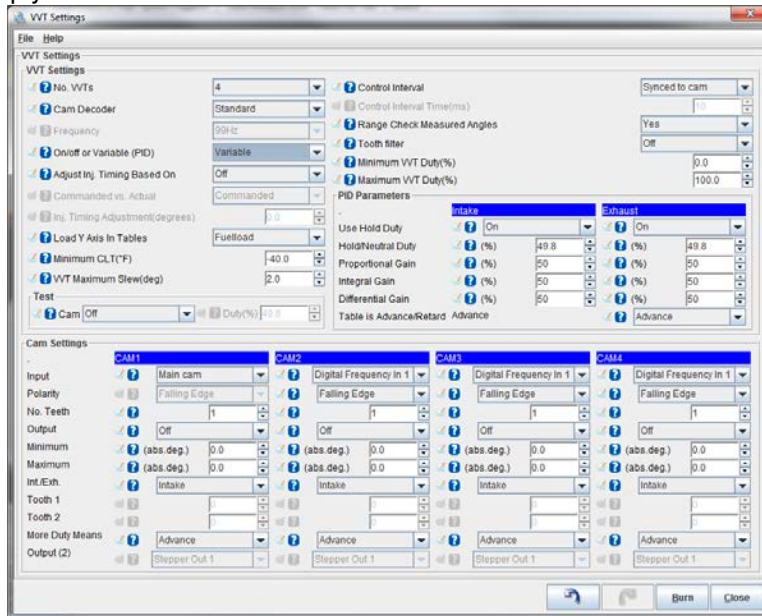 VVT Settings
File Help
VVT Settings
VVT Settings
No. VVTs 4
Cam Decoder Standard
Frequency 99Hz
On/off or Variable (PID) Variable
Adjust Inj. Timing Based On Off
Commanded vs. Actual Commanded
Inj. Timing Adjustment(degrees) 0.0
Load Y Axis In Tables Fuelload
Minimum CLT(°F) -40.0
VVT Maximum Slew(deg) 2.0
Test
Cam Off Duty(%) 49.8
Control Interval Synced to cam
Control Interval Time(ms) 10
Range Check Measured Angles Yes
Tooth filter Off
Minimum VVT Duty(%) 0.0
Maximum VVT Duty(%) 100.0
PID Parameters
. Intake Exhaust
Use Hold Duty On On
Hold/Neutral Duty (%) 49.8 (%) 49.8
Proportional Gain (%) 50 (%) 50
Integral Gain (%) 50 (%) 50
Differential Gain (%) 50 (%) 50
Table is Advance/Retard Advance Advance
Cam Settings
. CAM1 CAM2 CAM3 CAM4
Input Main cam Digital Frequency In 1 Digital Frequency In 1 Digital Frequency In 1
Polarity Falling Edge Falling Edge Falling Edge Falling Edge
No. Teeth 1 1 1 1
Output Off Off Off Off
Minimum (abs.deg.) 0.0 (abs.deg.) 0.0 (abs.deg.) 0.0 (abs.deg.) 0.0
Maximum (abs.deg.) 0.0 (abs.deg.) 0.0 (abs.deg.) 0.0 (abs.deg.) 0.0
Int./Exh. Intake Intake Intake Intake
Tooth 1 0 0 0 0
Tooth 2 0 0 0 0
More Duty Means Advance Advance Advance Advance
Output (2) Stepper Out 1 Stepper Out 1 Stepper Out 1 Stepper Out 1
Burn Close